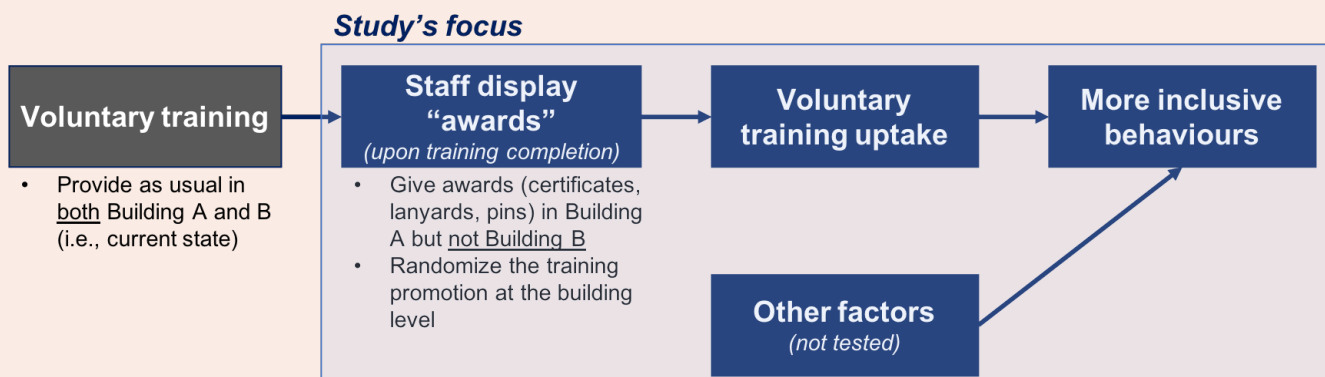 Study's focus
Voluntary training
• Provide as usual in
both Building A and B
(i.e., current state)
Staff display
“awards”
(upon training completion)
• Give awards (certificates,
lanyards, pins) in Building
A but not Building B
• Randomize the training
promotion at the building
level
Voluntary
training uptake
More inclusive
behaviours
Other factors
(not tested)